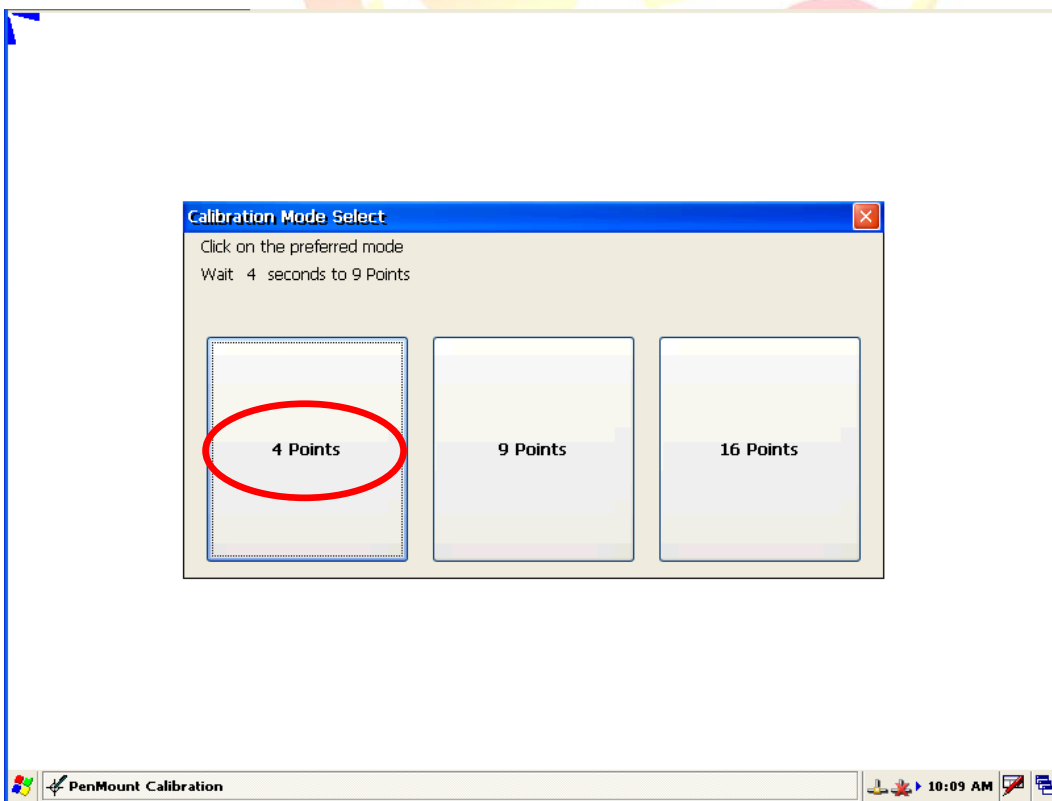 Calibration Mode Select
Click on the preferred mode
Wait 4 seconds to 9 Points
4 Points
9 Points
16 Points
PenMount Calibration
10:09 AM